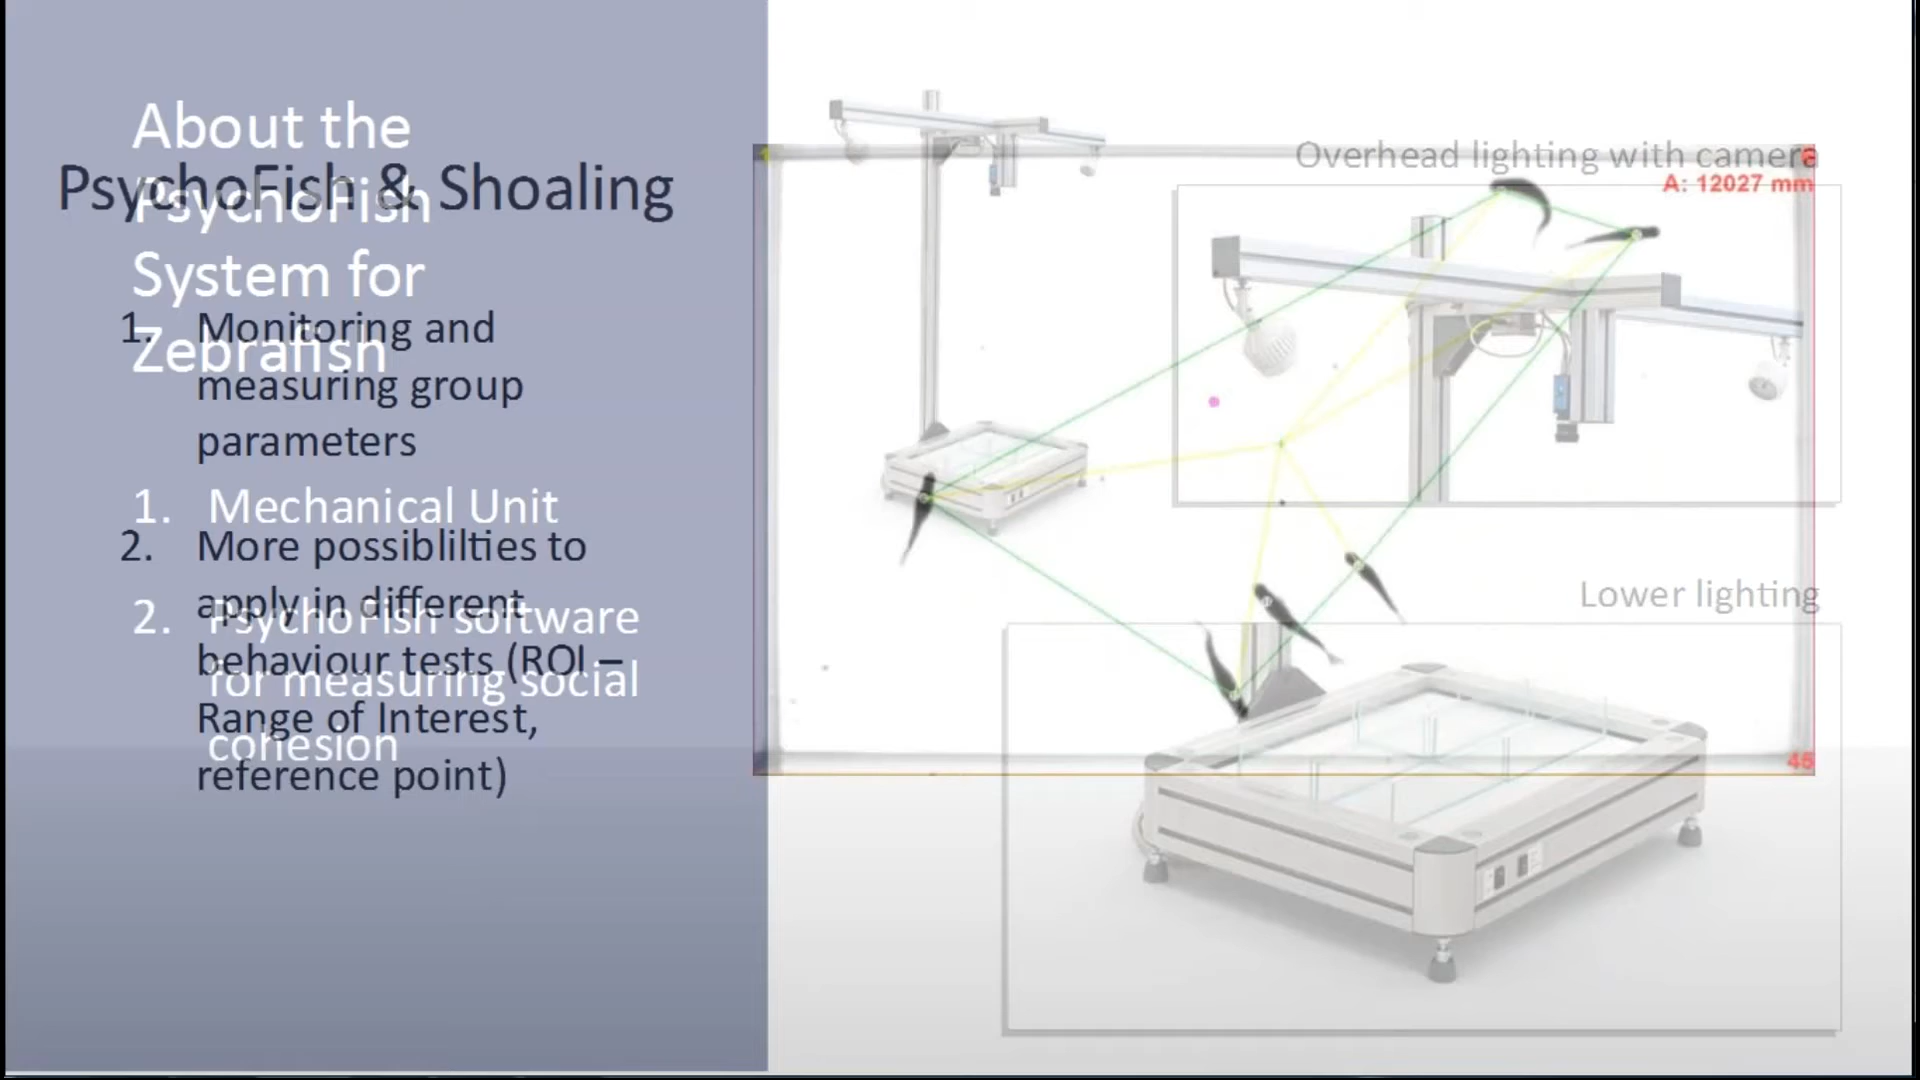 About the
PsychoFish
System for
Zebrafish
1. Mechanical Unit
2. PsychoFish software
for measuring social
cohesion
PsychoFish & Shoaling
1. Monitoring and
measuring group
parameters
2. More possiblilties to
apply in different
behaviour tests (ROI –
Range of Interest,
reference point)
Overhead lighting with camera
A: 12027 mm
Lower lighting
45